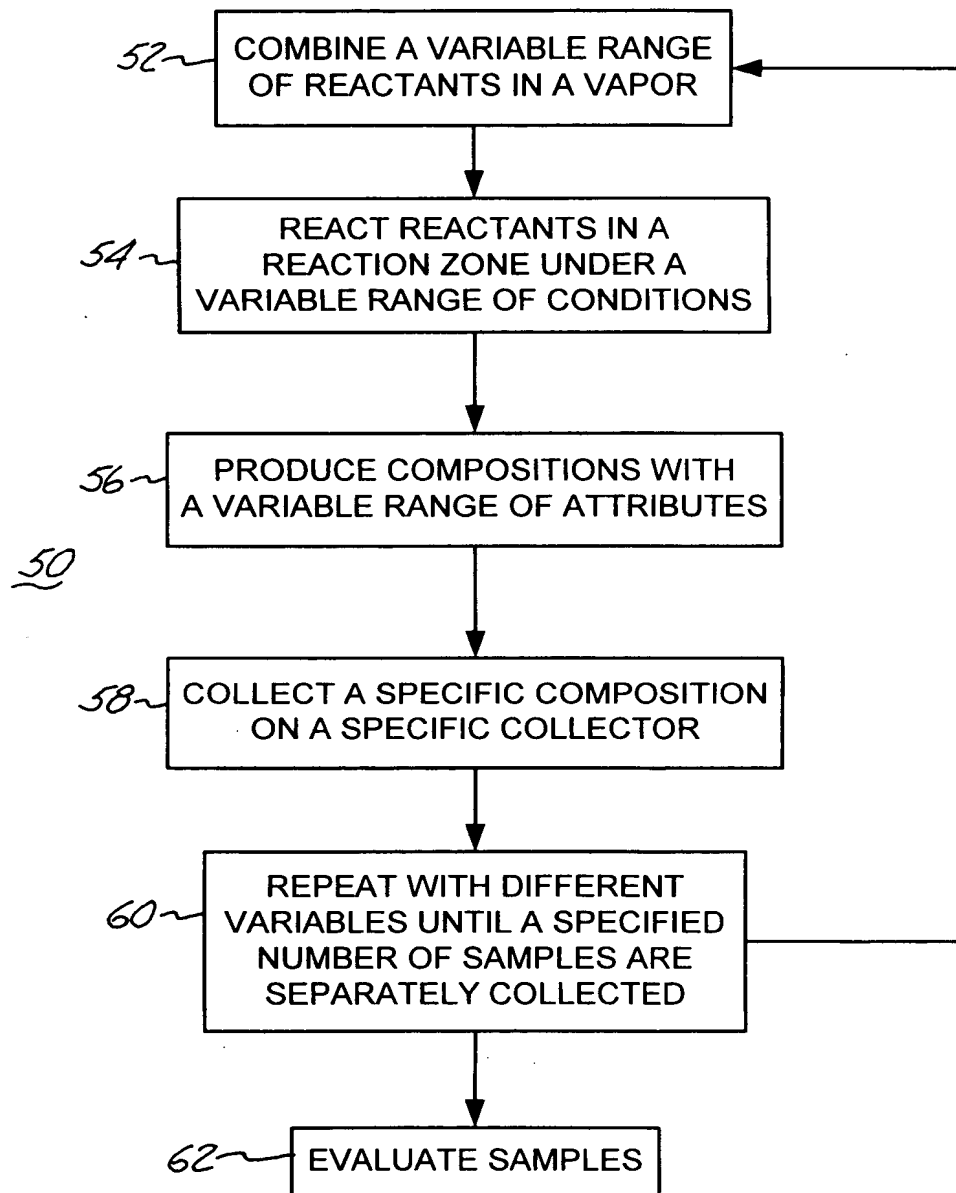 52
COMBINE A VARIABLE RANGE
OF REACTANTS IN A VAPOR
54
REACT REACTANTS IN A
REACTION ZONE UNDER A
VARIABLE RANGE OF CONDITIONS
56
PRODUCE COMPOSITIONS WITH
A VARIABLE RANGE OF ATTRIBUTES
50
58
COLLECT A SPECIFIC COMPOSITION
ON A SPECIFIC COLLECTOR
60
REPEAT WITH DIFFERENT
VARIABLES UNTIL A SPECIFIED
NUMBER OF SAMPLES ARE
SEPARATELY COLLECTED
62
EVALUATE SAMPLES